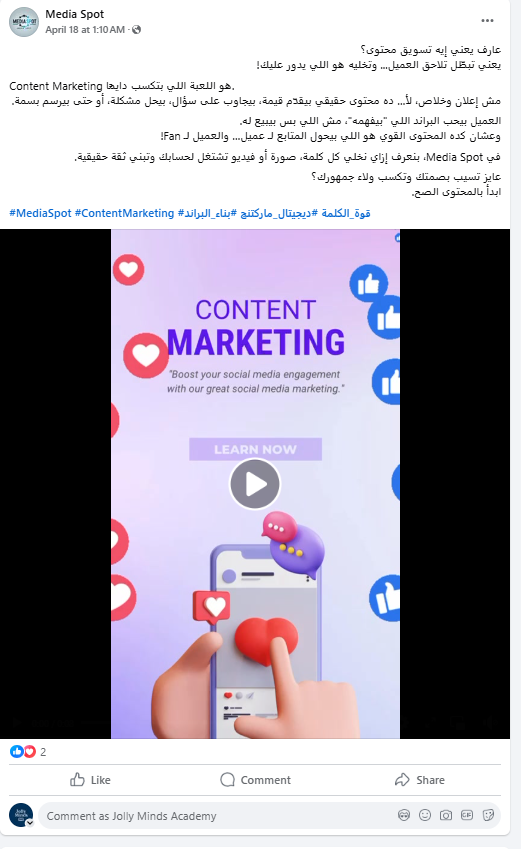 MEDIA SPOT
Media Spot
April 18 at 1:10 AM ·
عارف يعني إيه تسويق محتوى؟
يعني تبطّل تلاحق العميل... وتخليه هو اللي يدور عليك!
Content Marketing هو اللعبة اللي بتكسب دايمًا.
مش إعلان وخلاص، لأ... ده محتوى حقيقي بيقدّم قيمة، بيجاوب على سؤال، بيحل مشكلة، أو حتى بيرسم بسمة.
العميل بيحب البراند اللي "بيفهمه"، مش اللي بس بيبيع له.
وعشان كده المحتوى القوي هو اللي بيحول المتابع لـ عميل... والعميل لـ Fan!
في Media Spot، بنعرف إزاي نخلي كل كلمة، صورة أو فيديو تشتغل لحسابك وتبني ثقة حقيقية.
عايز تسيب بصمتك وتكسب ولاء جمهورك؟
ابدأ بالمحتوى الصح.
#MediaSpot #ContentMarketing #قوة_الكلمة #ديجيتال_ماركتنج #بناء_البراند
CONTENT
MARKETING
"Boost your social media engagement
with our great social media marketing."
LEARN NOW
2
Like
Comment
Share
Jolly
Minds
Comment as Jolly Minds Academy
GIF